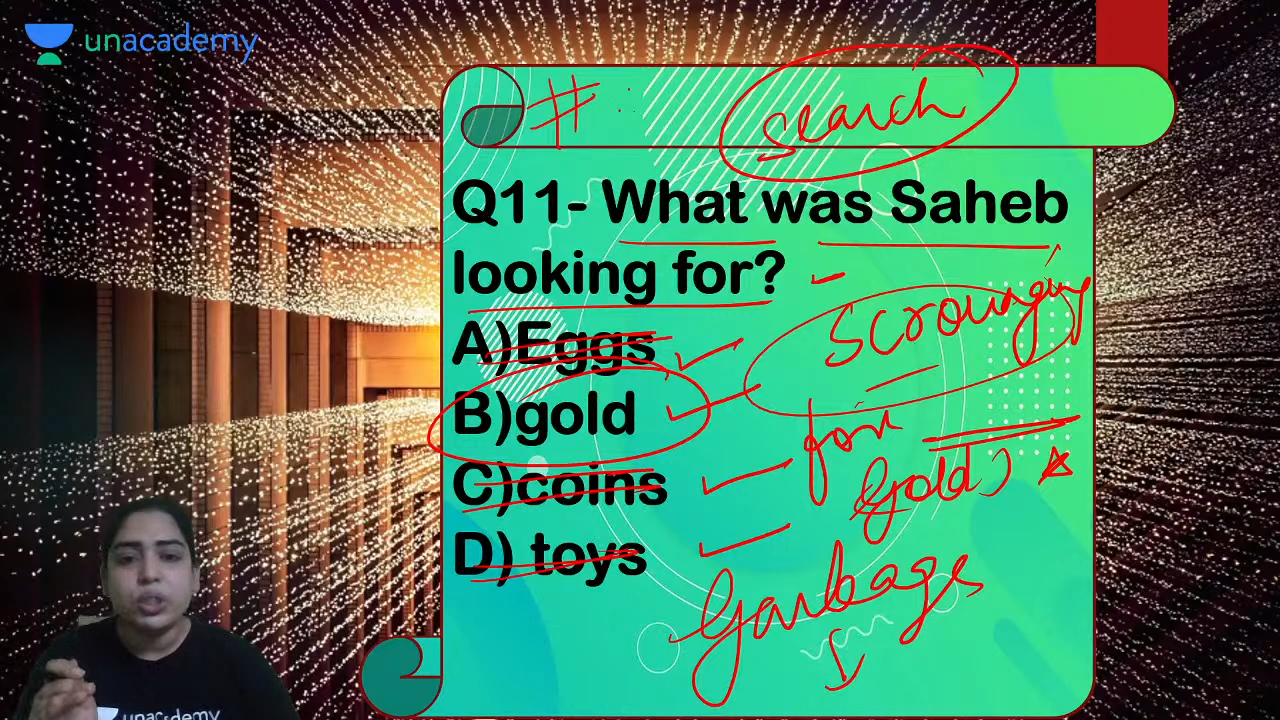 unacademy
# :
Search
Q11- What was Saheb
looking for?
Scrounging
A)Eggs
B)gold
for
C)coins
Gold)
D) toys
Garbage
unacademy